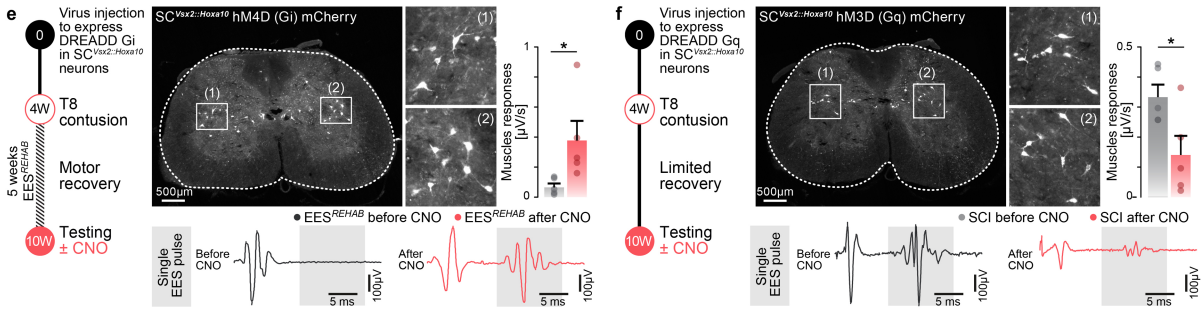 e
Virus injection
to express
DREADD Gi
in SCVsx2::Hoxa10
neurons
0
4W
T8
contusion
5 weeks
EESREHAB
Motor
recovery
10W
Testing
± CNO
SCVsx2::Hoxa10 hM4D (Gi) mCherry
(1)
(2)
500µm
(1)
(2)
Muscles responses
[µV/s]
1
0
*
EESREHAB before CNO
EESREHAB after CNO
Single
EES pulse
Before
CNO
5 ms
100µV
After
CNO
5 ms
100µV
f
Virus injection
to express
DREADD Gq
in SCVsx2::Hoxa10
neurons
0
4W
T8
contusion
Limited
recovery
10W
Testing
± CNO
SCVsx2::Hoxa10 hM3D (Gq) mCherry
(1)
(2)
500µm
(1)
(2)
Muscles responses
[µV/s]
0.5
0
*
SCI before CNO
SCI after CNO
Single
EES pulse
Before
CNO
5 ms
100µV
After
CNO
5 ms
100µV